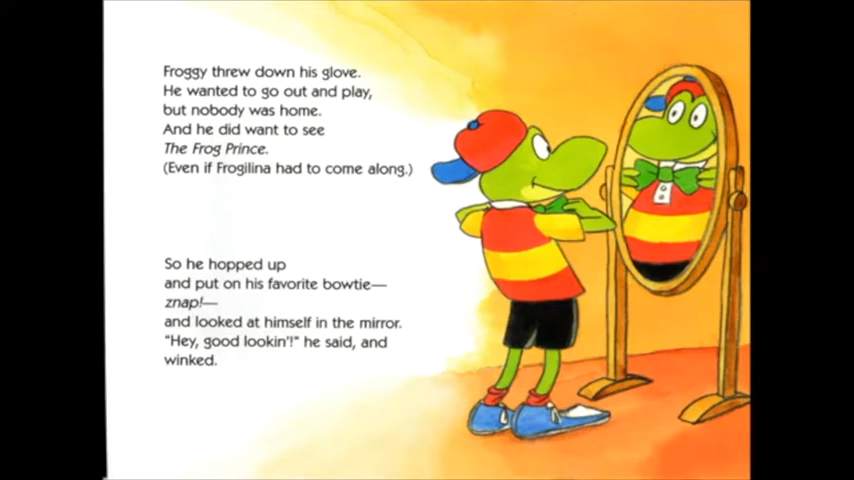 Froggy threw down his glove.
He wanted to go out and play,
but nobody was home.
And he did want to see
The Frog Prince.
(Even if Frogilina had to come along.)
So he hopped up
and put on his favorite bowtie—
znap!—
and looked at himself in the mirror.
"Hey, good lookin'!" he said, and
winked.